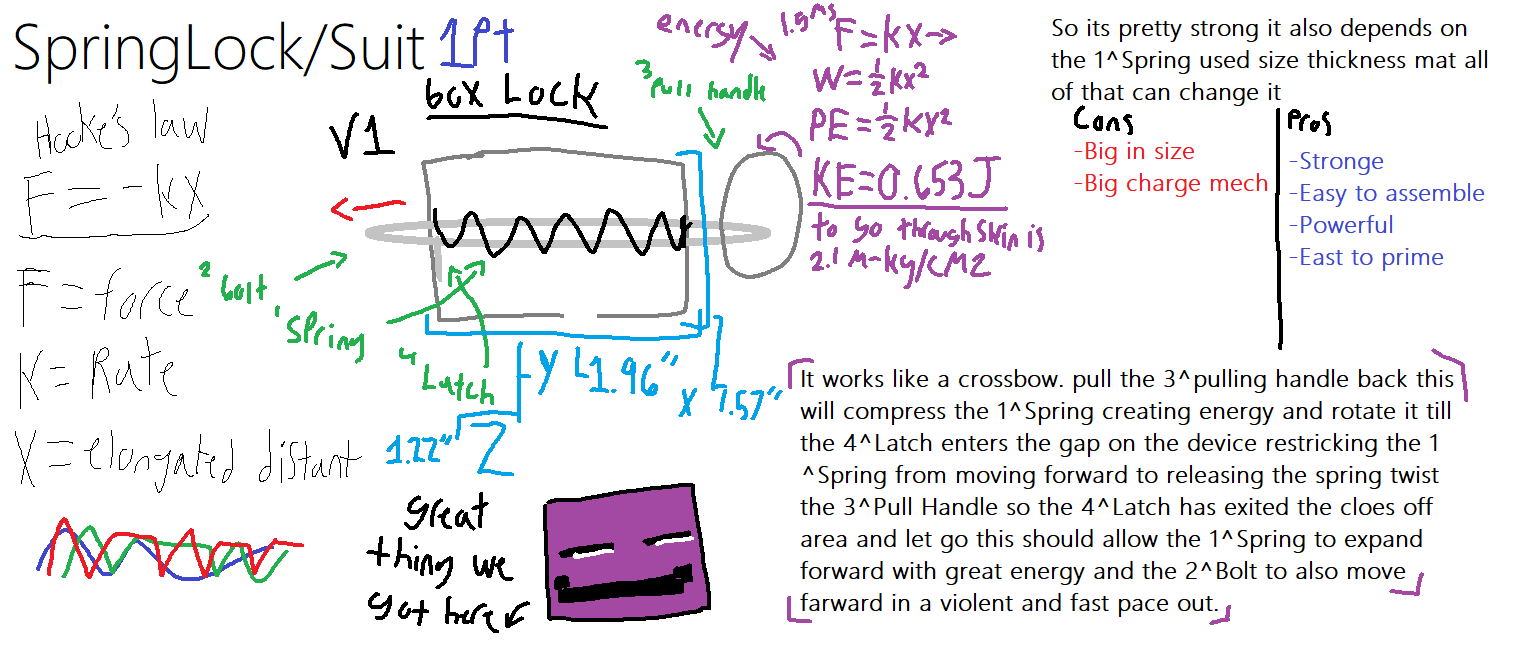 SpringLock/Suit 1Pt
Hooke's law
F = -kx
F = force
K = Rate
X = elongated distant
box Lock
V1
3 Pull handle
2 bolt
1 Spring
4 Latch
Y 1.96"
X 1.57"
1.22" Z
great
thing we
got here
energy
1.5ms
F=kx
W=½kx²
PE=½kx²
KE=0.653J
to go through Skin is
2.1 M-kg/CM2
So its pretty strong it also depends on
the 1^Spring used size thickness mat all
of that can change it
Cons
-Big in size
-Big charge mech
Pros
-Stronge
-Easy to assemble
-Powerful
-East to prime
It works like a crossbow. pull the 3^pulling handle back this
will compress the 1^Spring creating energy and rotate it till
the 4^Latch enters the gap on the device restricking the 1
^Spring from moving forward to releasing the spring twist
the 3^Pull Handle so the 4^Latch has exited the cloes off
area and let go this should allow the 1^Spring to expand
forward with great energy and the 2^Bolt to also move
farward in a violent and fast pace out.